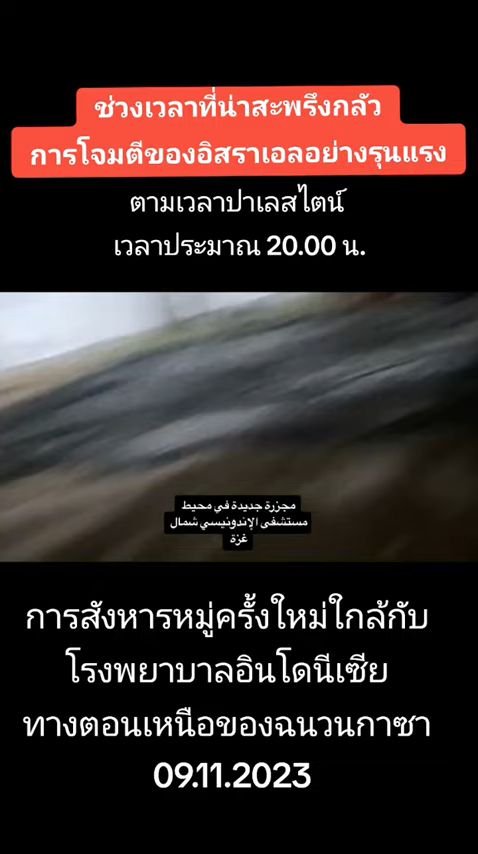 ช่วงเวลาที่น่าสะพรึงกลัว
การโจมตีของอิสราเอลอย่างรุนแรง
ตามเวลาปาเลสไตน์
เวลาประมาณ 20.00 น.
مجزرة جديدة في محيط
مستشفى الإندونيسي شمال
غزة
การสังหารหมู่ครั้งใหม่ใกล้กับ
โรงพยาบาลอินโดนีเซีย
ทางตอนเหนือของฉนวนกาซา
09.11.2023